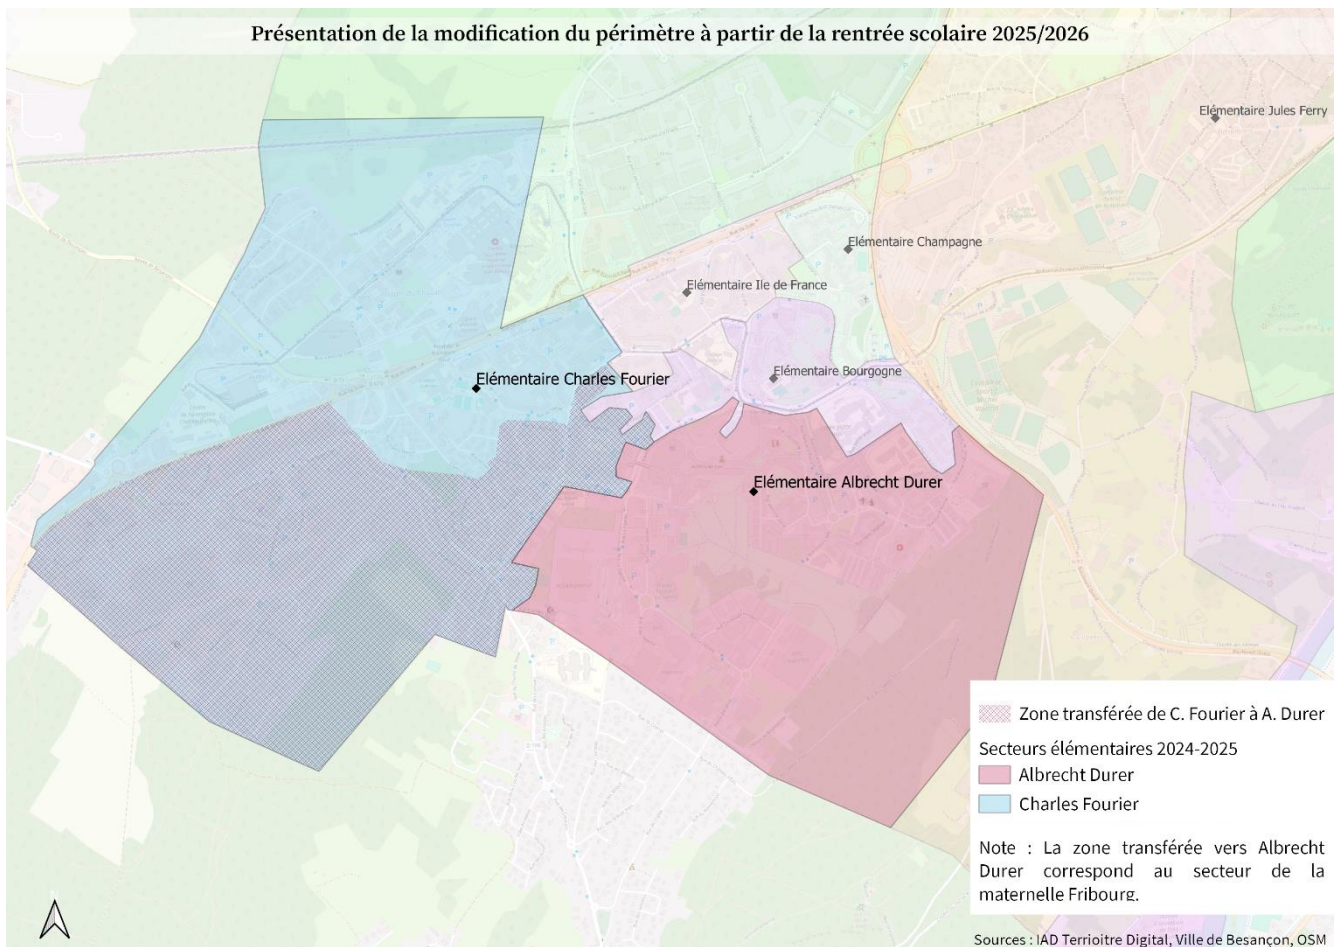 Présentation de la modification du périmètre à partir de la rentrée scolaire 2025/2026
Elémentaire Jules Ferry
Elémentaire Champagne
Elémentaire Ile de France
Elémentaire Bourgogne
Elémentaire Charles Fourier
Elémentaire Albrecht Durer
Zone transférée de C. Fourier à A. Durer
Secteurs élémentaires 2024-2025
Albrecht Durer
Charles Fourier
Note : La zone transférée vers Albrecht
Durer correspond au secteur de la
maternelle Fribourg.
Sources : IAD Terrioitre Digital, Ville de Besançon, OSM